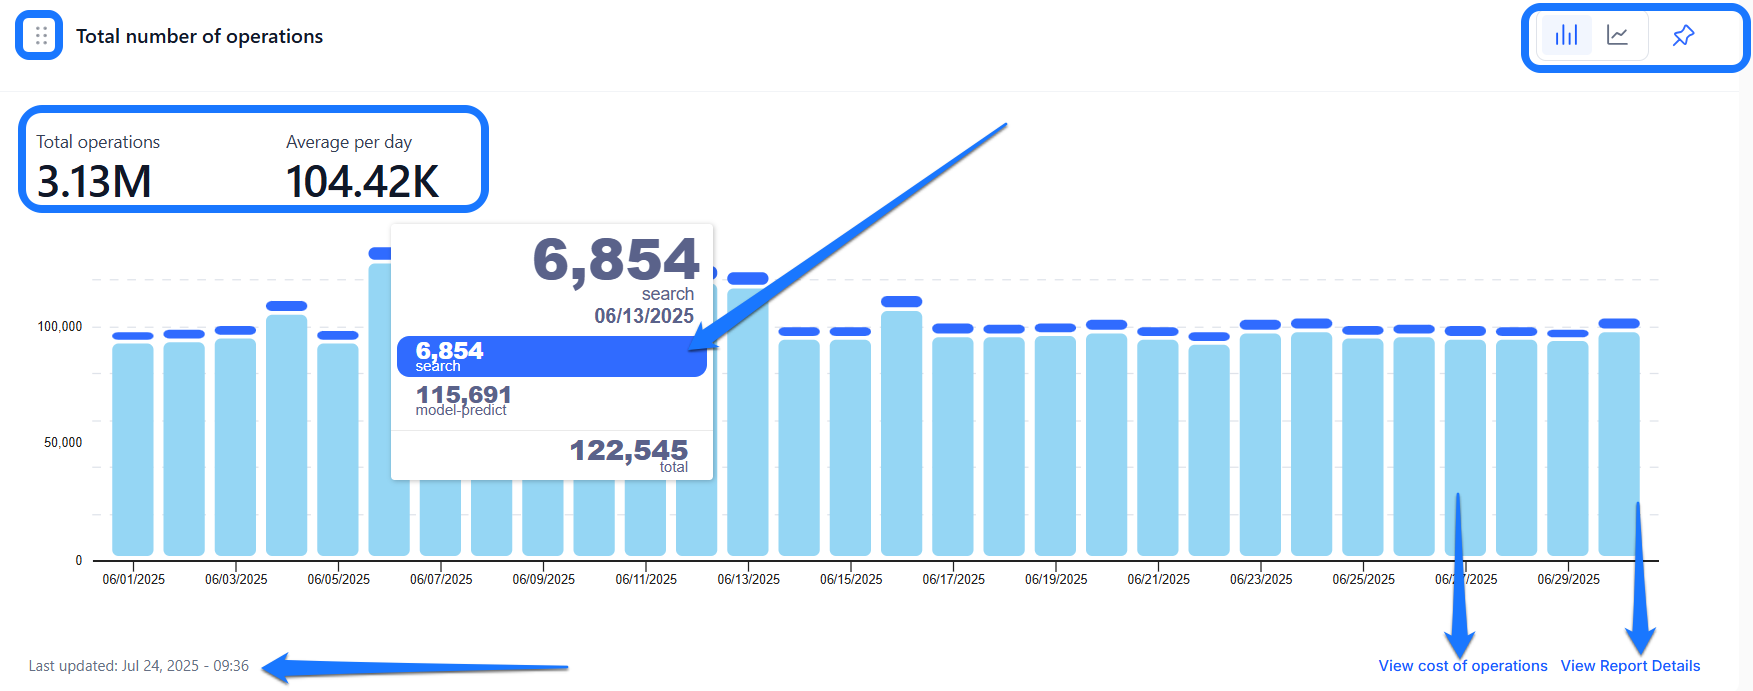 Total number of operations
Total operations
Average per day
3.13M
104.42K
6,854
search
06/13/2025
6,854
search
115,691
model-predict
122,545
total
100,000
50,000
0
06/01/2025 06/03/2025 06/05/2025 06/07/2025 06/09/2025 06/11/2025 06/13/2025 06/15/2025 06/17/2025 06/19/2025 06/21/2025 06/23/2025 06/25/2025 06/27/2025 06/29/2025
Last updated: Jul 24, 2025 - 09:36
View cost of operations View Report Details